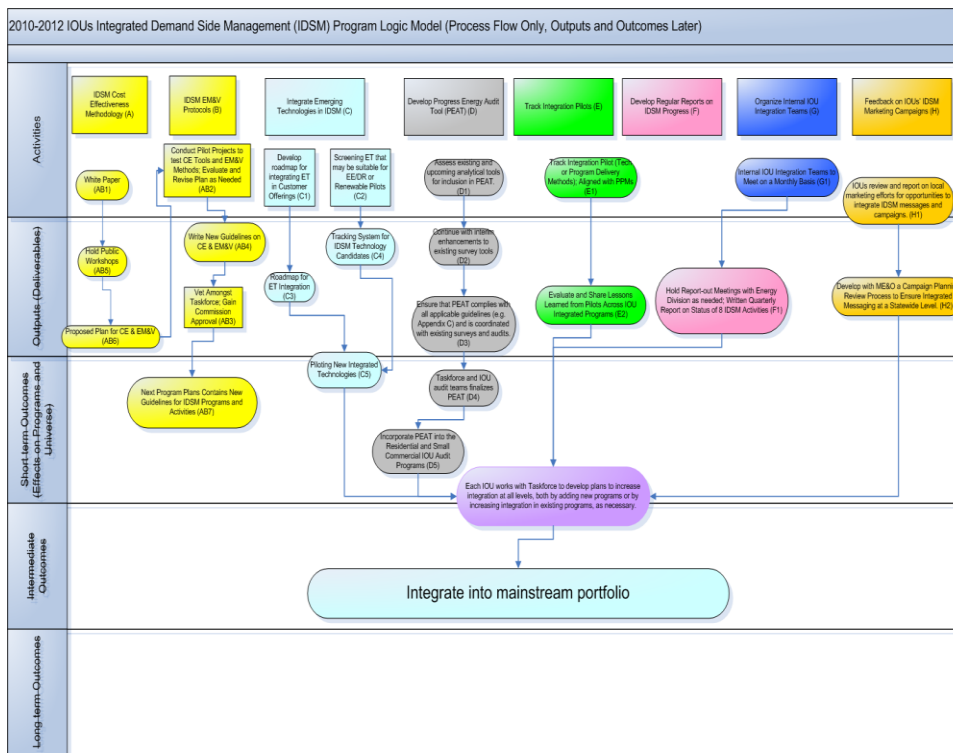 2010-2012 IOUs Integrated Demand Side Management (IDSM) Program Logic Model (Process Flow Only, Outputs and Outcomes Later)
Activities
IDSM Cost
Effectiveness
Methodology (A)
IDSM EM&V
Protocols (B)
Integrate Emerging
Technologies in IDSM (C)
Develop Progress Energy Audit
Tool (PEAT) (D)
Track Integration Pilots (E)
Develop Regular Reports on
IDSM Progress (F)
Organize Internal IOU
Integration Teams (G)
Feedback on IOUs' IDSM
Marketing Campaigns (H)
White Paper
(AB1)
Conduct Pilot Projects to
test CE Tools and EM&V
Methods; Evaluate and
Revise Plan as Needed
(AB2)
Develop
roadmap for
integrating ET
in Customer
Offerings (C1)
Screening ET that
may be suitable for
EE/DR or
Renewable Pilots
(C2)
Assess existing and
upcoming analytical tools
for inclusion in PEAT.
(D1)
Track Integration Pilot (Tech
or Program Delivery
Methods); Aligned with PPMs
(E1)
Internal IOU Integration Teams to
Meet on a Monthly Basis (G1)
IOUs review and report on local
marketing efforts for opportunities to
integrate IDSM messages and
campaigns. (H1)
Outputs (Deliverables)
Hold Public
Workshops
(AB5)
Write New Guidelines on
CE & EM&V (AB4)
Tracking System for
IDSM Technology
Candidates (C4)
Continue with interim
enhancements to
existing survey tools
(D2)
Roadmap for
ET Integration
(C3)
Proposed Plan for CE & EM&V
(AB6)
Vet Amongst
Taskforce; Gain
Commission
Approval (AB3)
Ensure that PEAT complies with
all applicable guidelines (e.g.
Appendix C) and is coordinated
with existing surveys and audits.
(D3)
Evaluate and Share Lessons
Learned from Pilots Across IOU
Integrated Programs (E2)
Hold Report-out Meetings with Energy
Division as needed; Written Quarterly
Report on Status of 8 IDSM Activities (F1)
Develop with ME&O a Campaign Planning
Review Process to Ensure Integrated
Messaging at a Statewide Level. (H2)
Short term Outcomes
(Effects on Programs and
Universe)
Piloting New Integrated
Technologies (C5)
Next Program Plans Contains New
Guidelines for IDSM Programs and
Activities (AB7)
Taskforce and IOU
audit teams finalizes
PEAT (D4)
Incorporate PEAT into the
Residential and Small
Commercial IOU Audit
Programs (D5)
Each IOU works with Taskforce to develop plans to increase
integration at all levels, both by adding new programs or by
increasing integration in existing programs, as necessary.
Intermediate
Outcomes
Integrate into mainstream portfolio
Long term Outcomes